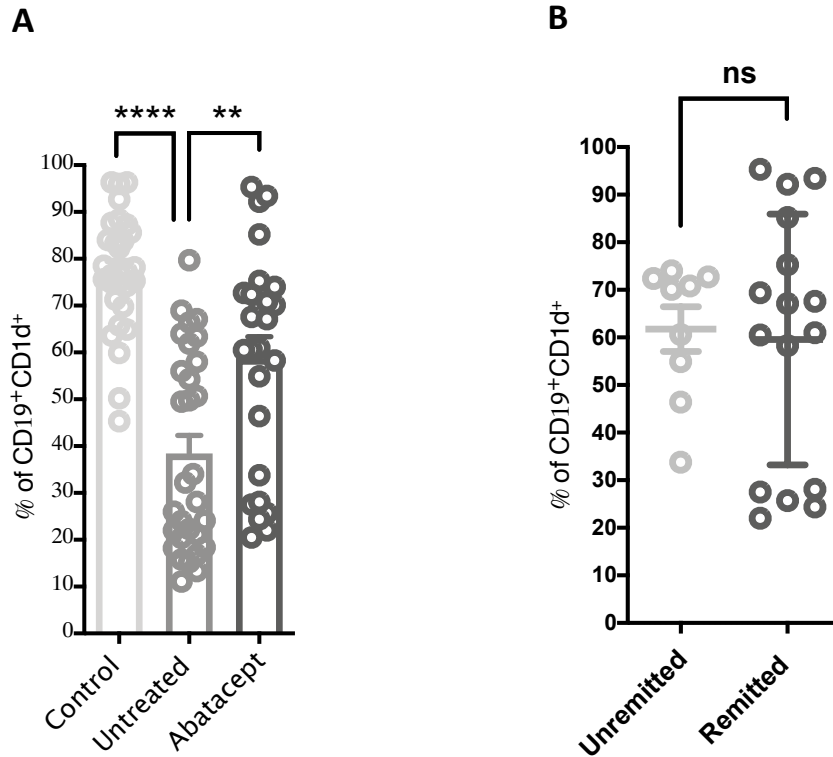 A
****
**
% of CD19⁺CD1d⁺
100
90
80
70
60
50
40
30
20
10
0
Control
Untreated
Abatacept
B
ns
% of CD19⁺CD1d⁺
100
90
80
70
60
50
40
30
20
10
0
Unremitted
Remitted